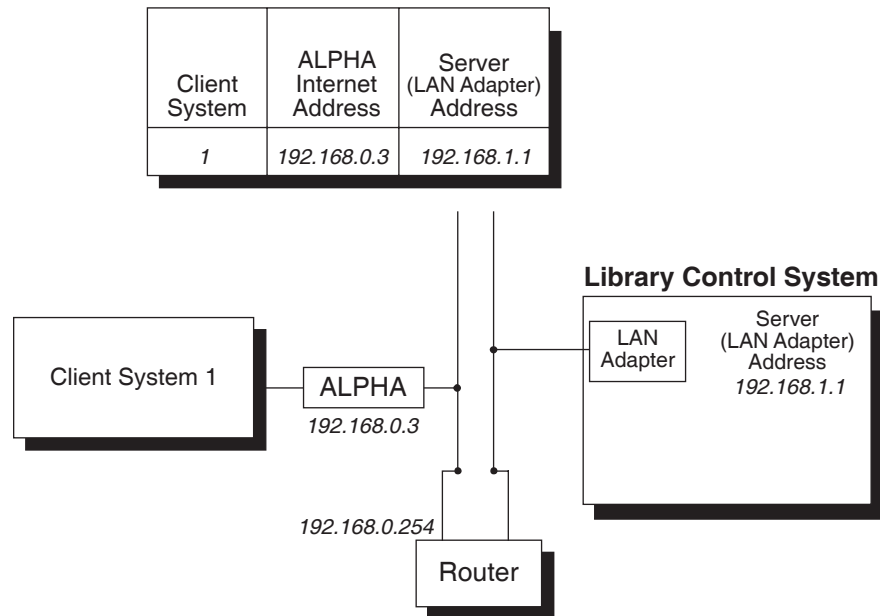 Client
System
ALPHA
Internet
Address
Server
(LAN Adapter)
Address
1
192.168.0.3
192.168.1.1
Library Control System
LAN
Adapter
Server
(LAN Adapter)
Address
192.168.1.1
Client System 1
ALPHA
192.168.0.3
192.168.0.254
Router